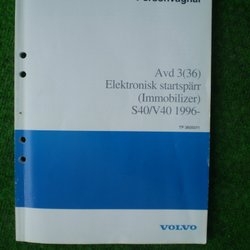 Personvagnar
Avd 3(36)
Elektronisk startspärr
(Immobilizer)
S40/V40 1996-
VOLVO